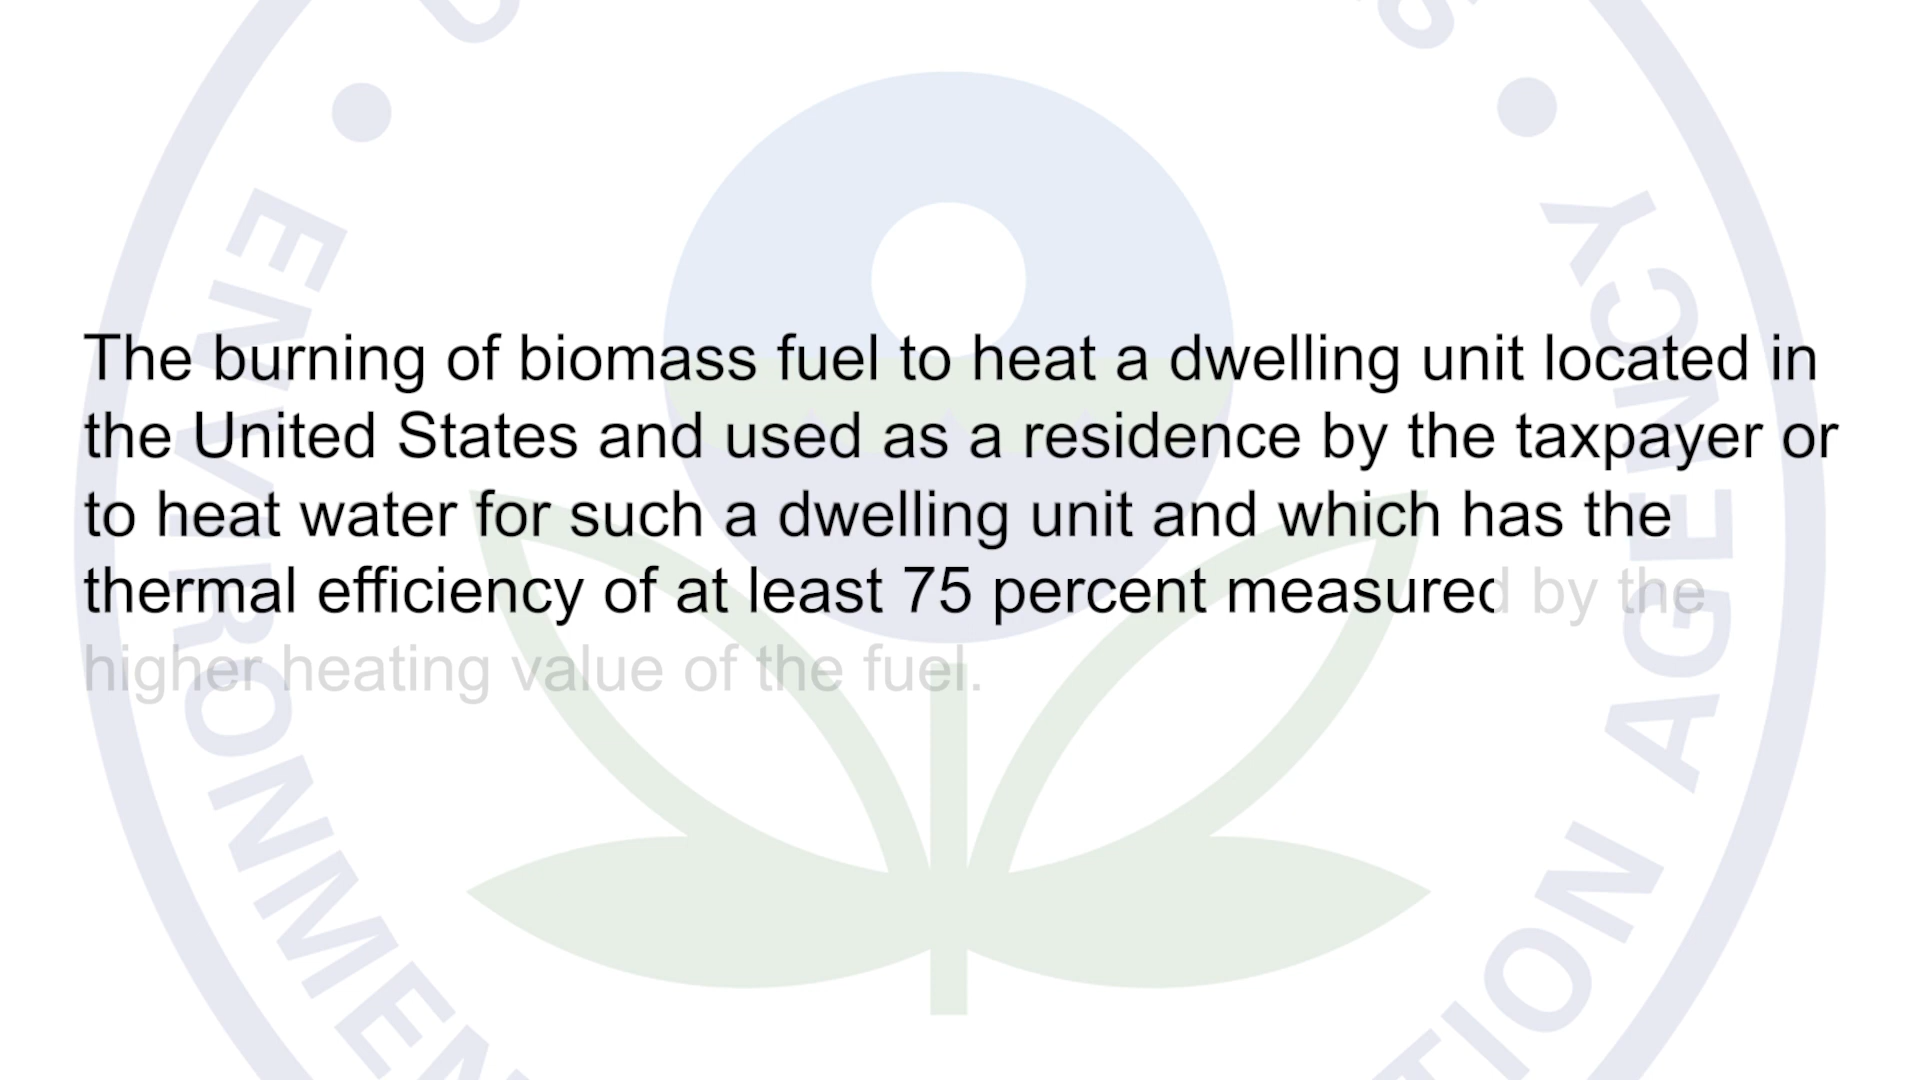 The burning of biomass fuel to heat a dwelling unit located in
the United States and used as a residence by the taxpayer or
to heat water for such a dwelling unit and which has the
thermal efficiency of at least 75 percent measured by the
higher heating value of the fuel.
AGENCY